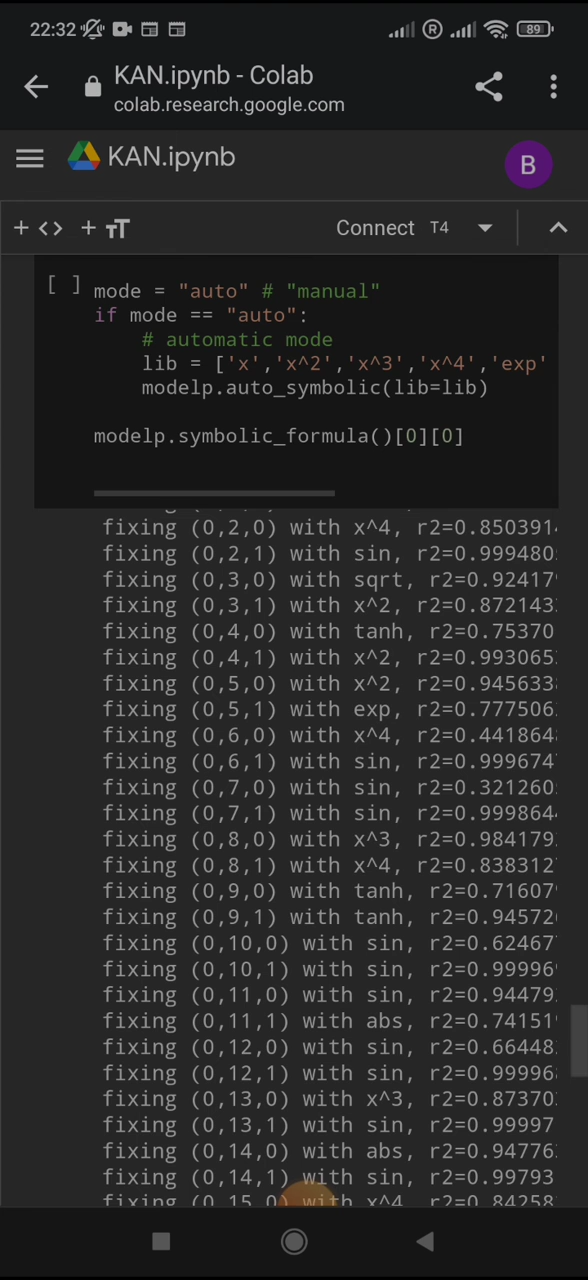 22:32 R 89
KAN.ipynb - Colab
colab.research.google.com
KAN.ipynb B
+ <> + TT Connect T4
[ ] mode = "auto" # "manual"
if mode == "auto":
# automatic mode
lib = ['x','x^2','x^3','x^4','exp'
modelp.auto_symbolic(lib=lib)
modelp.symbolic_formula()[0][0]
fixing (0,2,0) with x^4, r2=0.850391
fixing (0,2,1) with sin, r2=0.999480
fixing (0,3,0) with sqrt, r2=0.92417
fixing (0,3,1) with x^2, r2=0.872143
fixing (0,4,0) with tanh, r2=0.75370
fixing (0,4,1) with x^2, r2=0.993065
fixing (0,5,0) with x^2, r2=0.945633
fixing (0,5,1) with exp, r2=0.777506
fixing (0,6,0) with x^4, r2=0.441864
fixing (0,6,1) with sin, r2=0.999674
fixing (0,7,0) with sin, r2=0.321260
fixing (0,7,1) with sin, r2=0.999864
fixing (0,8,0) with x^3, r2=0.984179
fixing (0,8,1) with x^4, r2=0.838312
fixing (0,9,0) with tanh, r2=0.71607
fixing (0,9,1) with tanh, r2=0.94572
fixing (0,10,0) with sin, r2=0.62467
fixing (0,10,1) with sin, r2=0.99996
fixing (0,11,0) with sin, r2=0.94479
fixing (0,11,1) with abs, r2=0.74151
fixing (0,12,0) with sin, r2=0.66448
fixing (0,12,1) with sin, r2=0.99996
fixing (0,13,0) with x^3, r2=0.87370
fixing (0,13,1) with sin, r2=0.99997
fixing (0,14,0) with abs, r2=0.94776
fixing (0,14,1) with sin, r2=0.99793
fixing (0,15,0) with x^4, r2=0.84258